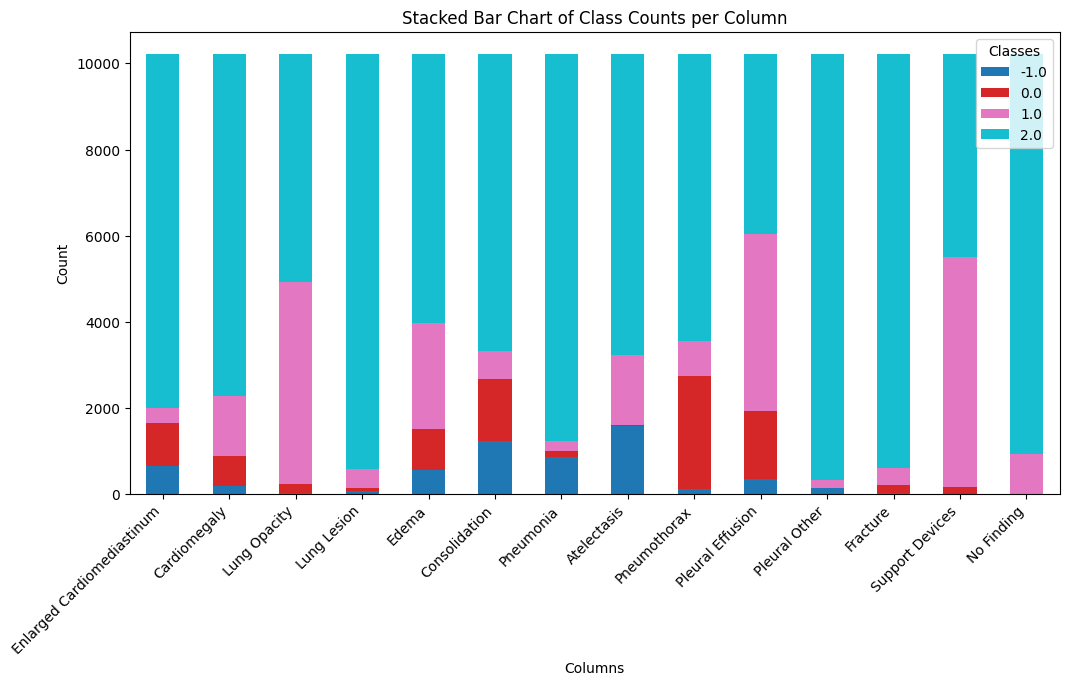 Stacked Bar Chart of Class Counts per Column
Classes
-1.0
0.0
1.0
2.0
10000
8000
6000
4000
2000
0
Count
Enlarged Cardiomediastinum
Cardiomegaly
Lung Opacity
Lung Lesion
Edema
Consolidation
Pneumonia
Atelectasis
Pneumothorax
Pleural Effusion
Pleural Other
Fracture
Support Devices
No Finding
Columns